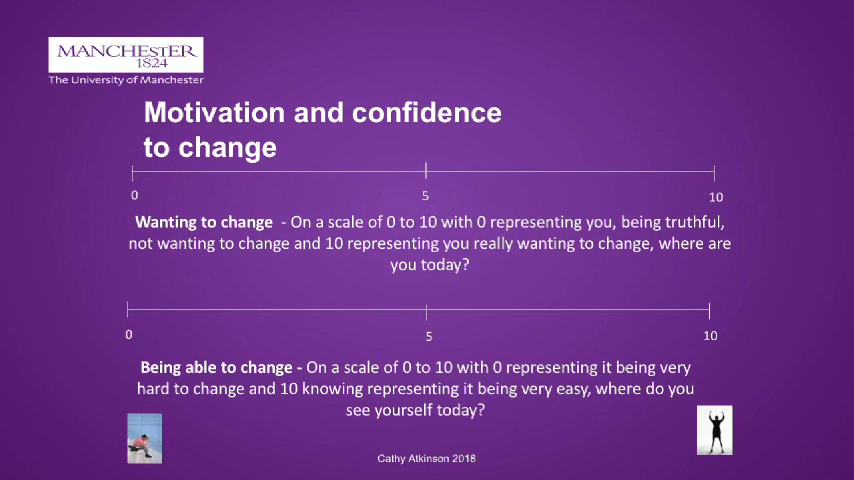 MANCHESTER
1824
The University of Manchester
Motivation and confidence
to change
0 5 10
Wanting to change - On a scale of 0 to 10 with 0 representing you, being truthful,
not wanting to change and 10 representing you really wanting to change, where are
you today?
0 5 10
Being able to change - On a scale of 0 to 10 with 0 representing it being very
hard to change and 10 knowing representing it being very easy, where do you
see yourself today?
Cathy Atkinson 2018